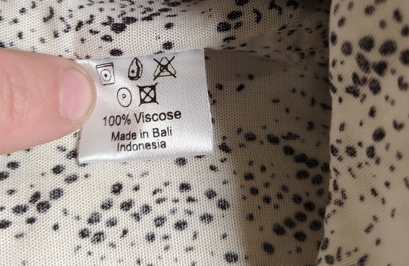 100% Viscose
Made in Bali
Indonesia